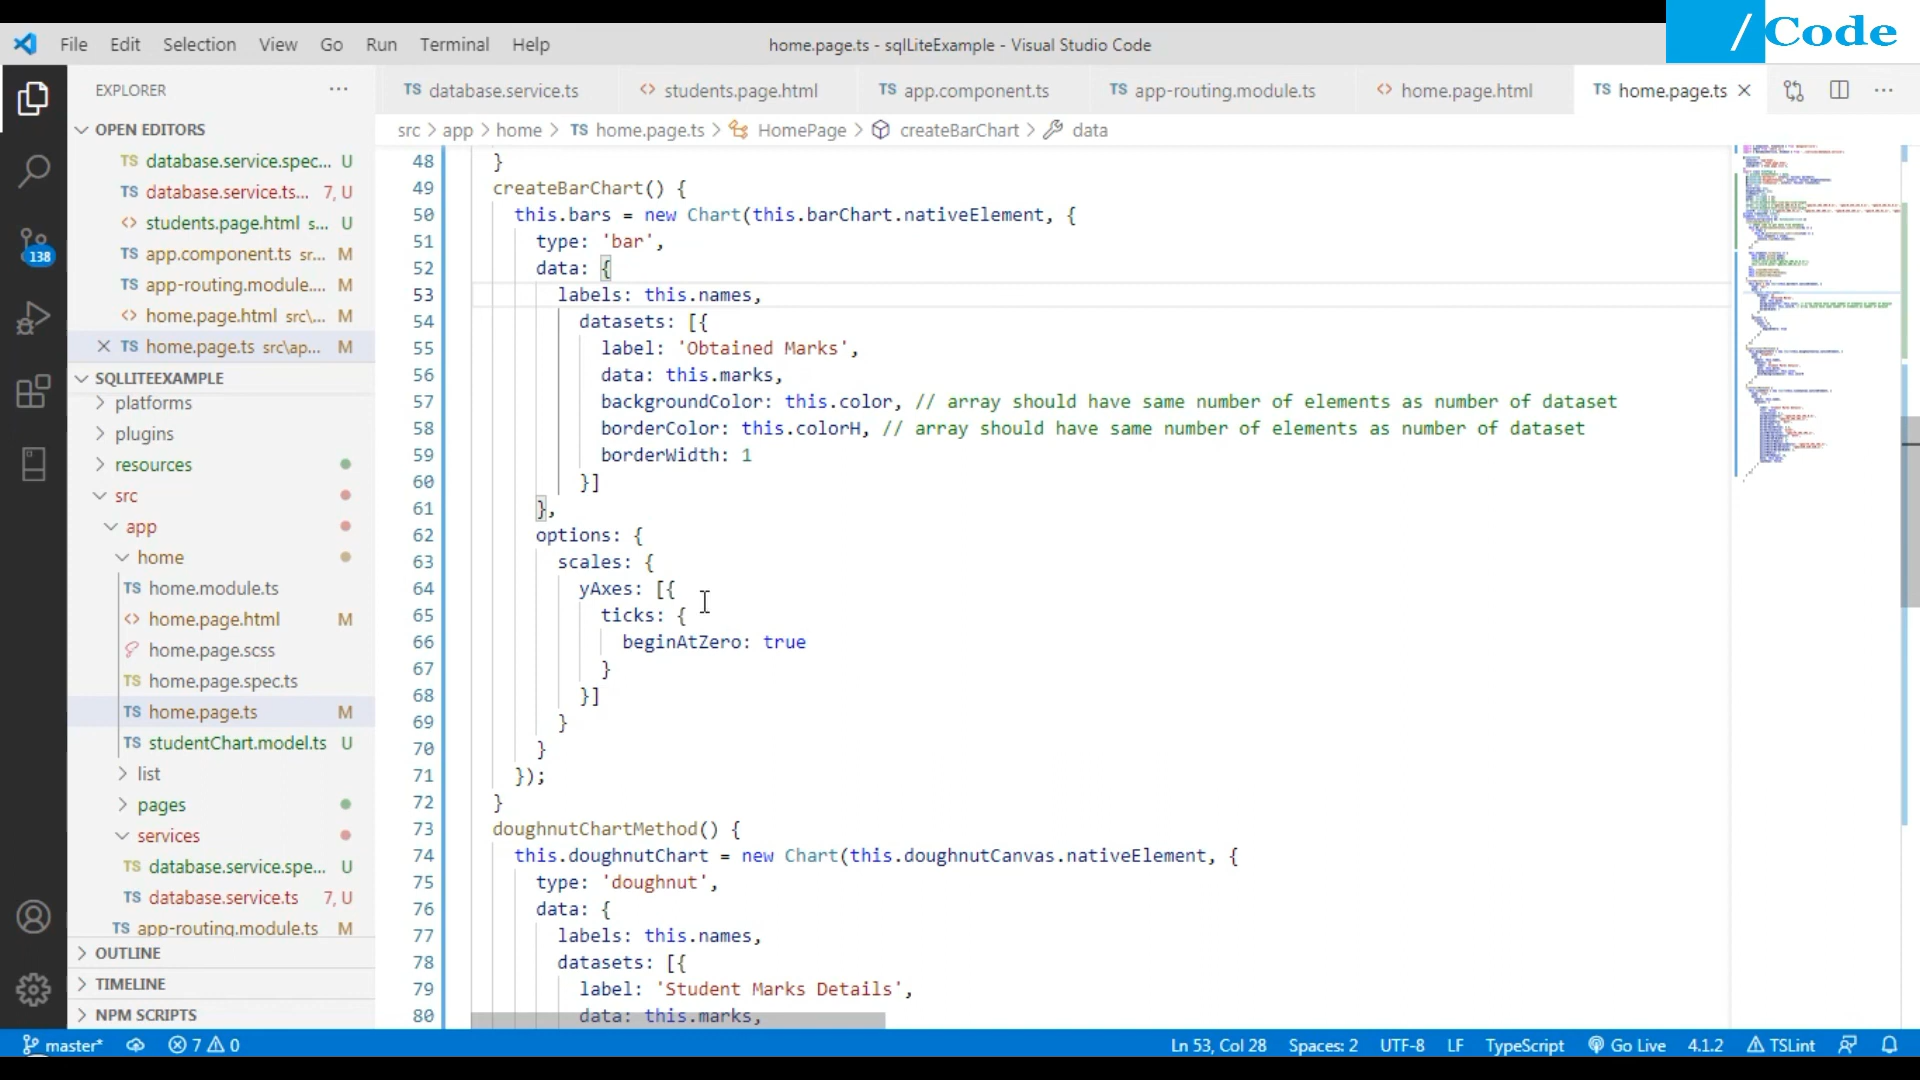 /Code
File Edit Selection View Go Run Terminal Help
home.page.ts - sqlLiteExample - Visual Studio Code
EXPLORER
TS database.service.ts
<> students.page.html
TS app.component.ts
TS app-routing.module.ts
<> home.page.html
TS home.page.ts
src > app > home > TS home.page.ts > HomePage > createBarChart > data
OPEN EDITORS
TS database.service.spec... U
TS database.service.ts... 7, U
<> students.page.html s... U
TS app.component.ts sr... M
TS app-routing.module.... M
<> home.page.html src\... M
TS home.page.ts src\ap... M
SQLLITEEXAMPLE
platforms
plugins
resources
src
app
home
TS home.module.ts
<> home.page.html M
home.page.scss
TS home.page.spec.ts
TS home.page.ts M
TS studentChart.model.ts U
list
pages
services
TS database.service.spe... U
TS database.service.ts 7, U
TS app-routing.module.ts M
OUTLINE
TIMELINE
NPM SCRIPTS
138
48 }
49 createBarChart() {
50 this.bars = new Chart(this.barChart.nativeElement, {
51 type: 'bar',
52 data: {
53 labels: this.names,
54 datasets: [{
55 label: 'Obtained Marks',
56 data: this.marks,
57 backgroundColor: this.color, // array should have same number of elements as number of dataset
58 borderColor: this.colorH, // array should have same number of elements as number of dataset
59 borderWidth: 1
60 }]
61 },
62 options: {
63 scales: {
64 yAxes: [{
65 ticks: {
66 beginAtZero: true
67 }
68 }]
69 }
70 }
71 });
72 }
73 doughnutChartMethod() {
74 this.doughnutChart = new Chart(this.doughnutCanvas.nativeElement, {
75 type: 'doughnut',
76 data: {
77 labels: this.names,
78 datasets: [{
79 label: 'Student Marks Details',
80 data: this.marks,
master* 7 0 Ln 53, Col 28 Spaces: 2 UTF-8 LF TypeScript Go Live 4.1.2 TSLint